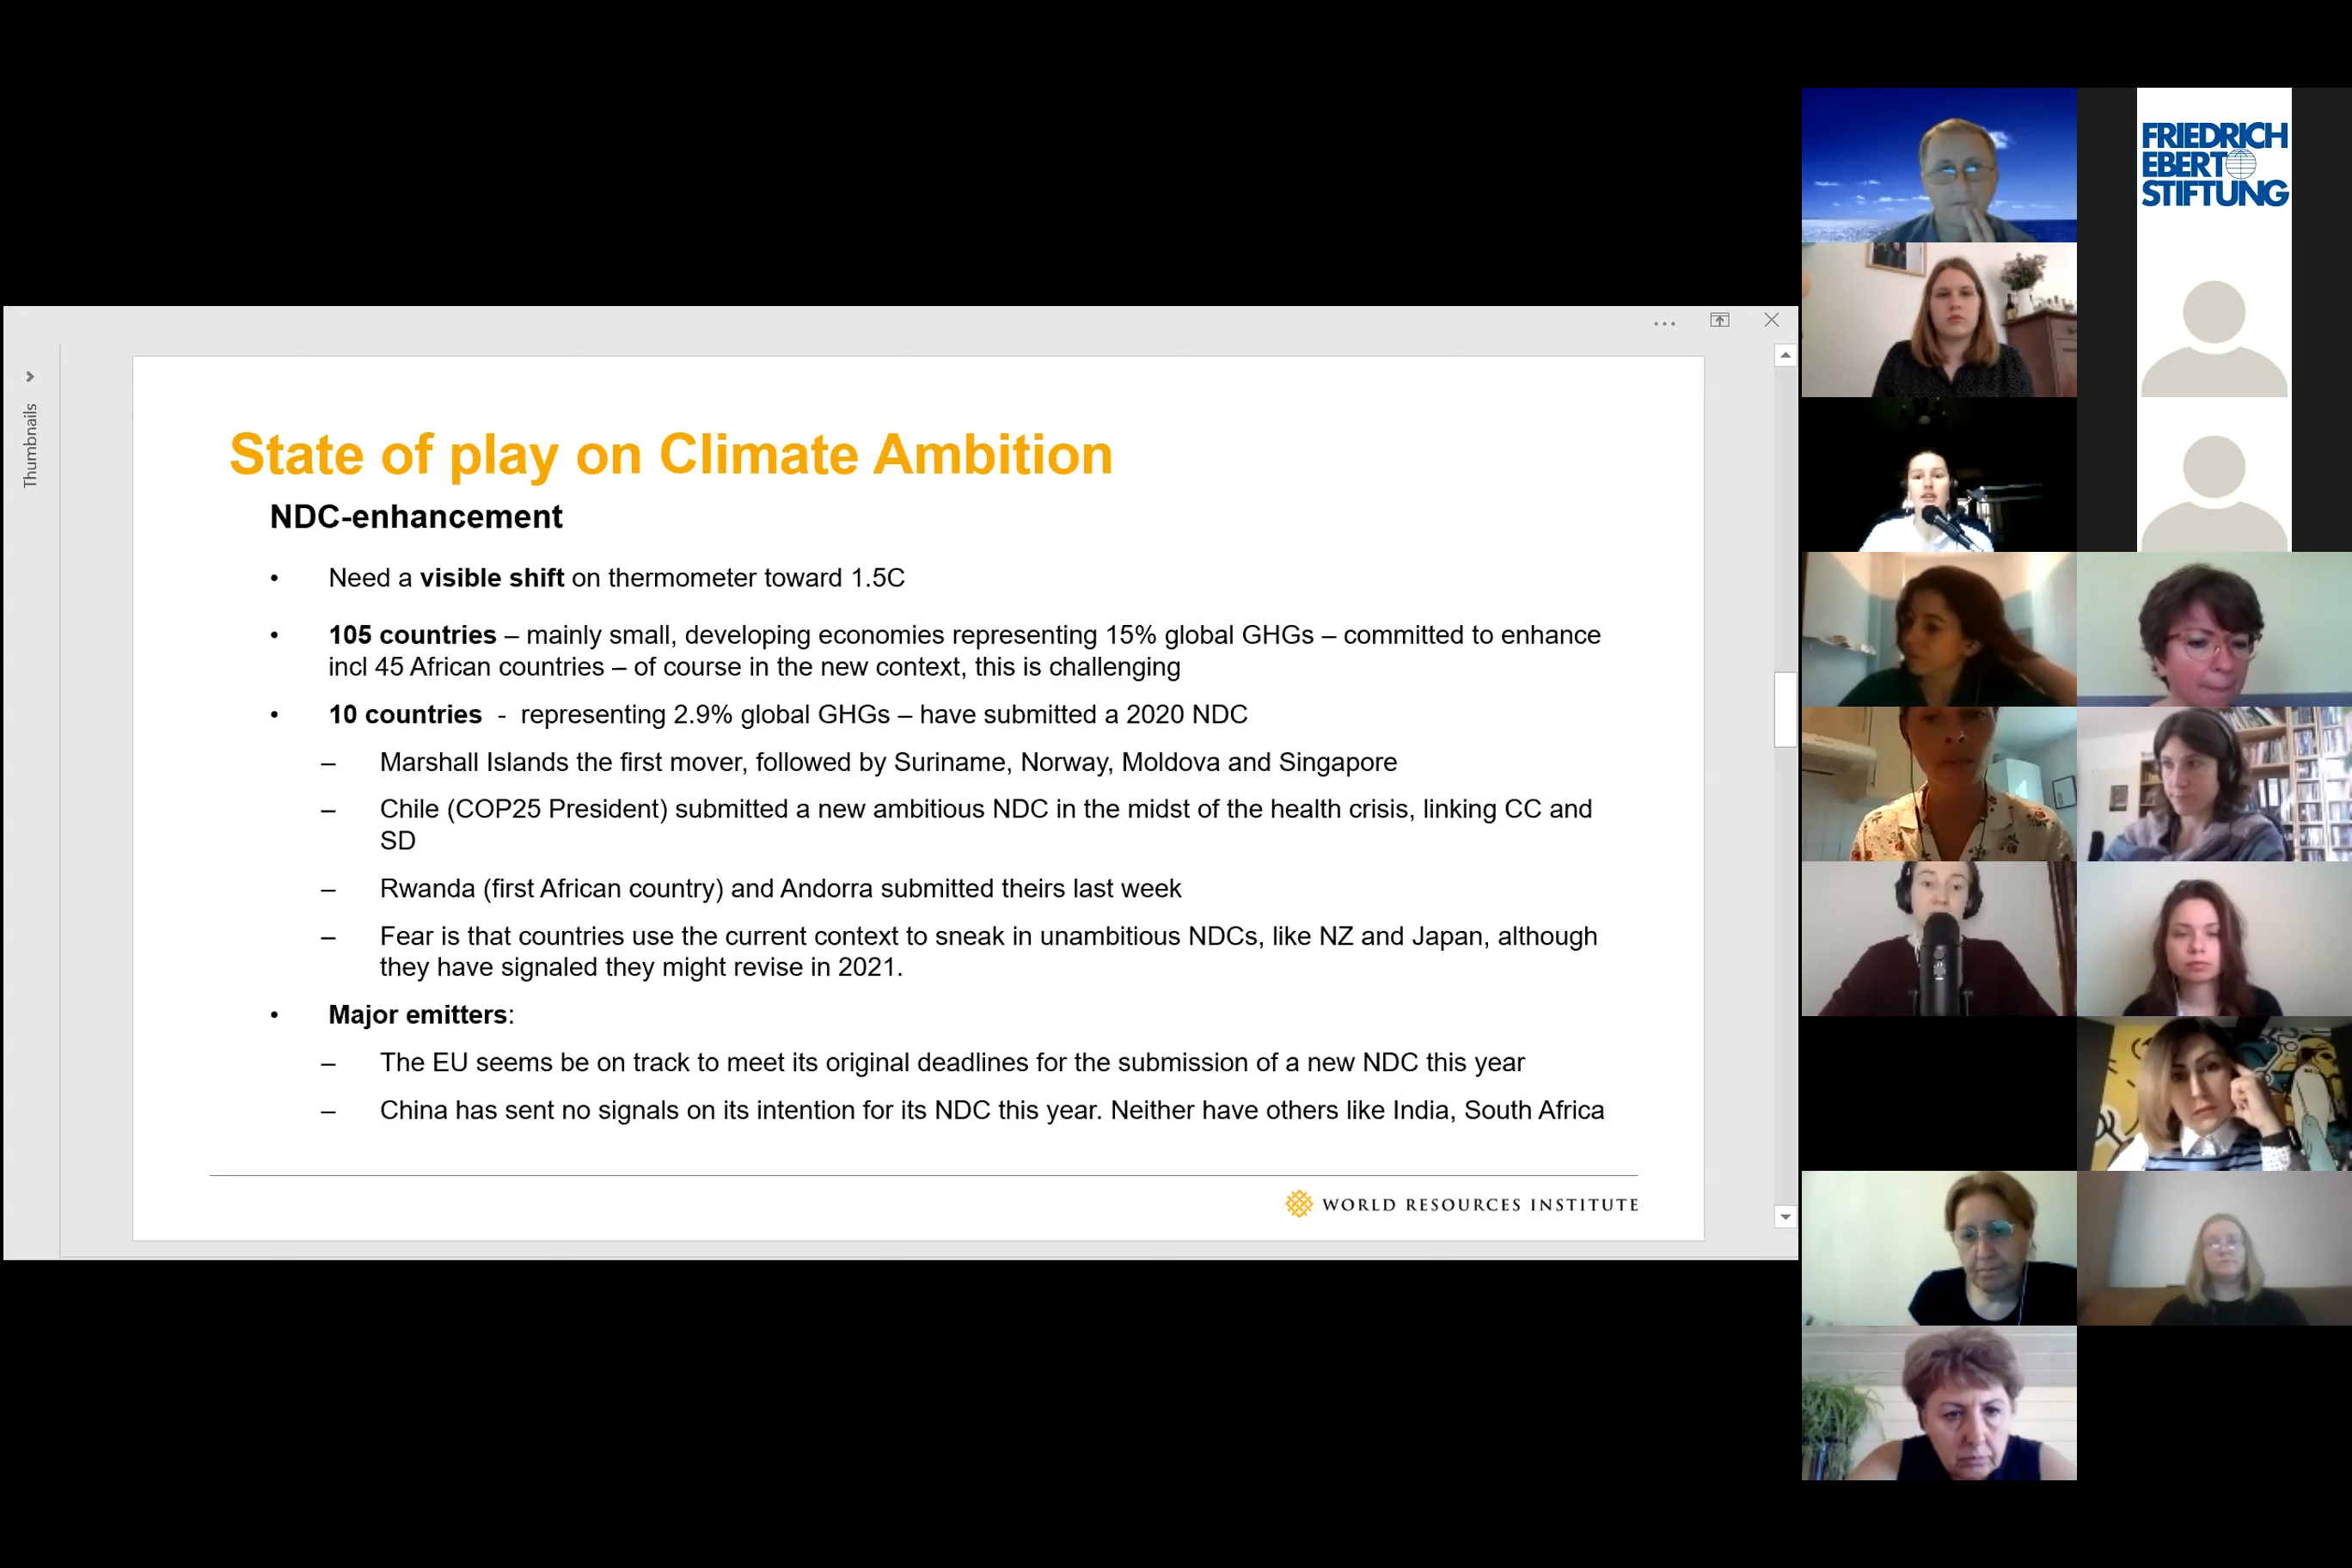 FRIEDRICH
EBERT
STIFTUNG
Thumbnails
State of play on Climate Ambition
NDC-enhancement
• Need a visible shift on thermometer toward 1.5C
• 105 countries – mainly small, developing economies representing 15% global GHGs – committed to enhance
incl 45 African countries – of course in the new context, this is challenging
• 10 countries - representing 2.9% global GHGs – have submitted a 2020 NDC
– Marshall Islands the first mover, followed by Suriname, Norway, Moldova and Singapore
– Chile (COP25 President) submitted a new ambitious NDC in the midst of the health crisis, linking CC and
SD
– Rwanda (first African country) and Andorra submitted theirs last week
– Fear is that countries use the current context to sneak in unambitious NDCs, like NZ and Japan, although
they have signaled they might revise in 2021.
• Major emitters:
– The EU seems be on track to meet its original deadlines for the submission of a new NDC this year
– China has sent no signals on its intention for its NDC this year. Neither have others like India, South Africa
WORLD RESOURCES INSTITUTE